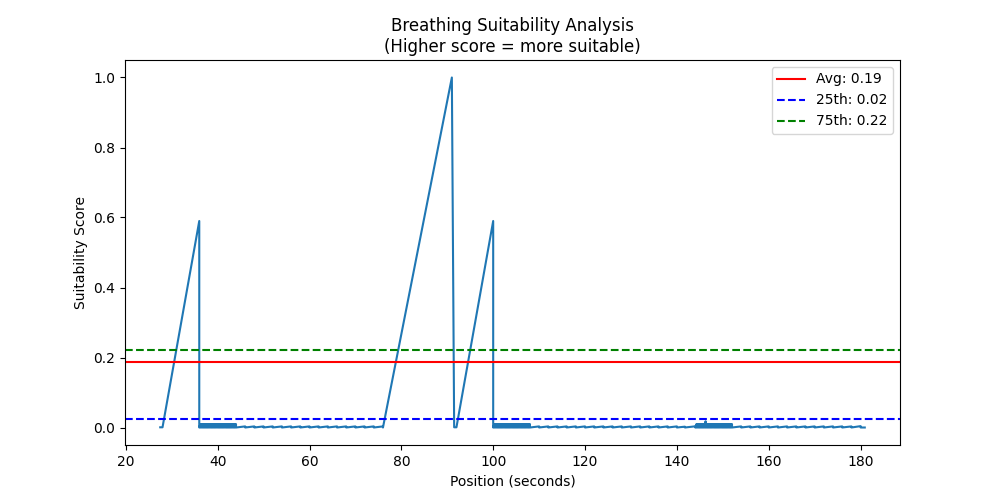 Breathing Suitability Analysis
(Higher score = more suitable)
Avg: 0.19
25th: 0.02
75th: 0.22
Suitability Score
1.0
0.8
0.6
0.4
0.2
0.0
20 40 60 80 100 120 140 160 180
Position (seconds)